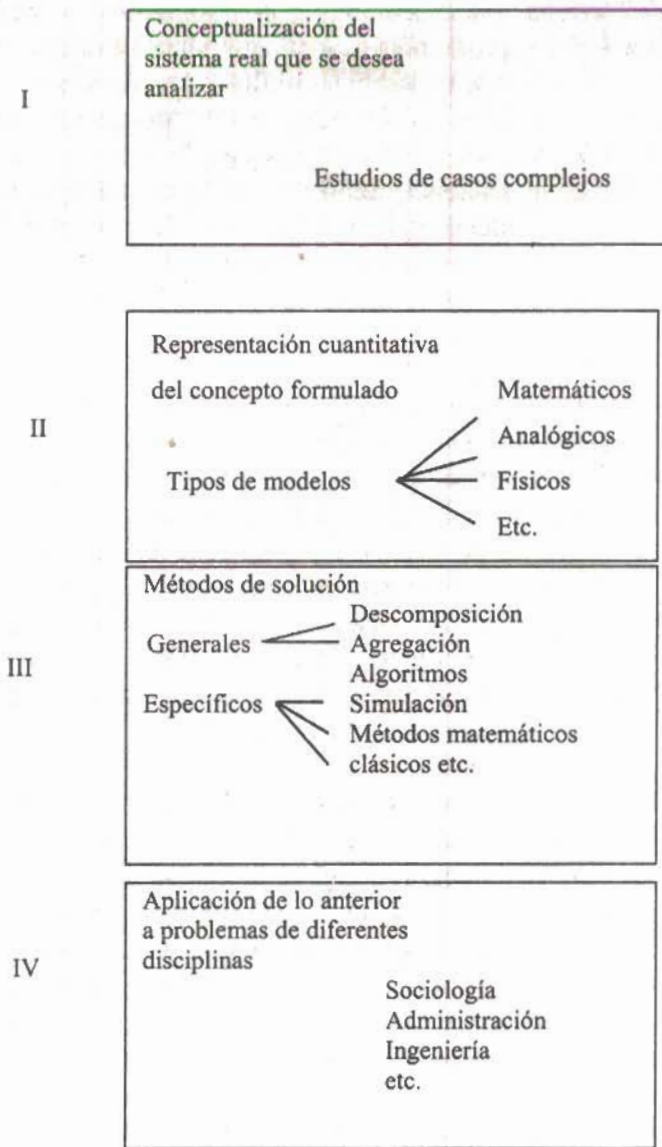 Conceptualización del
sistema real que se desea
analizar
I
Estudios de casos complejos
Representación cuantitativa
del concepto formulado
Matemáticos
II
Analógicos
Tipos de modelos
Físicos
Etc.
Métodos de solución
Descomposición
Generales
Agregación
III
Algoritmos
Específicos
Simulación
Métodos matemáticos
clásicos etc.
Aplicación de lo anterior
a problemas de diferentes
disciplinas
IV
Sociología
Administración
Ingeniería
etc.